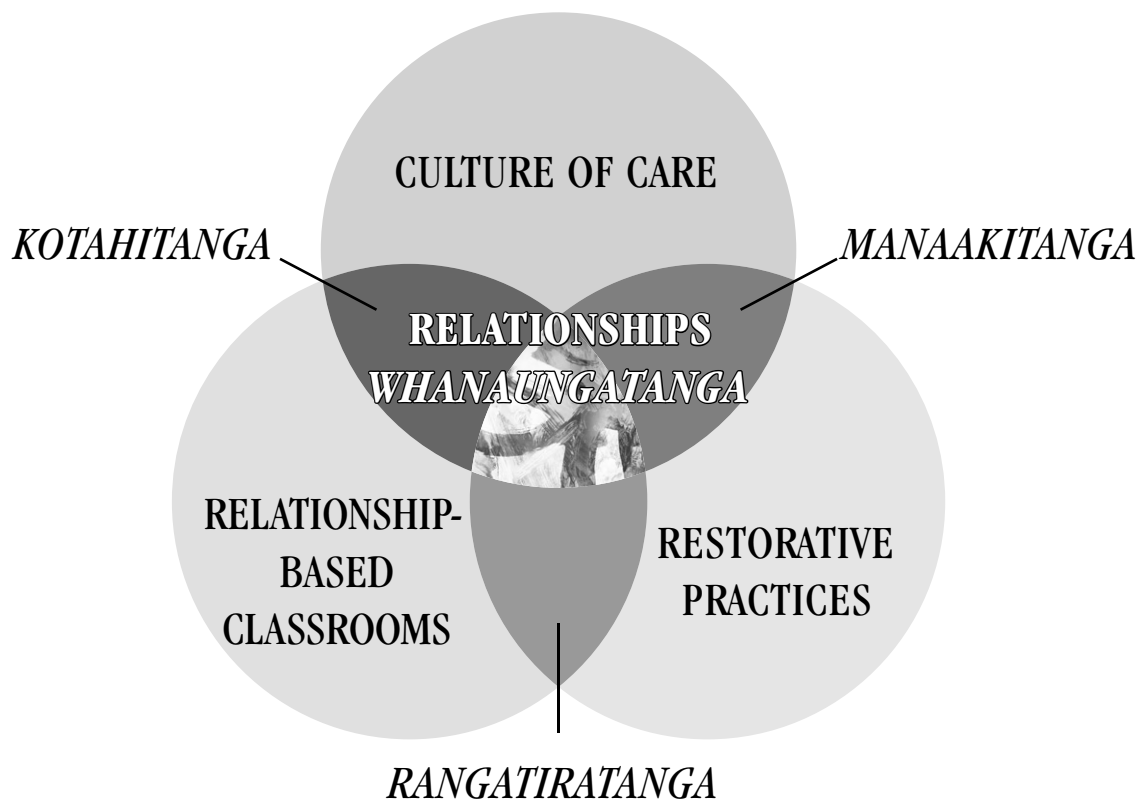 CULTURE OF CARE
KOTAHITANGA
MANAAKITANGA
RELATIONSHIPS
WHANAUNGATANGA
RELATIONSHIP-
BASED
CLASSROOMS
RESTORATIVE
PRACTICES
RANGATIRATANGA